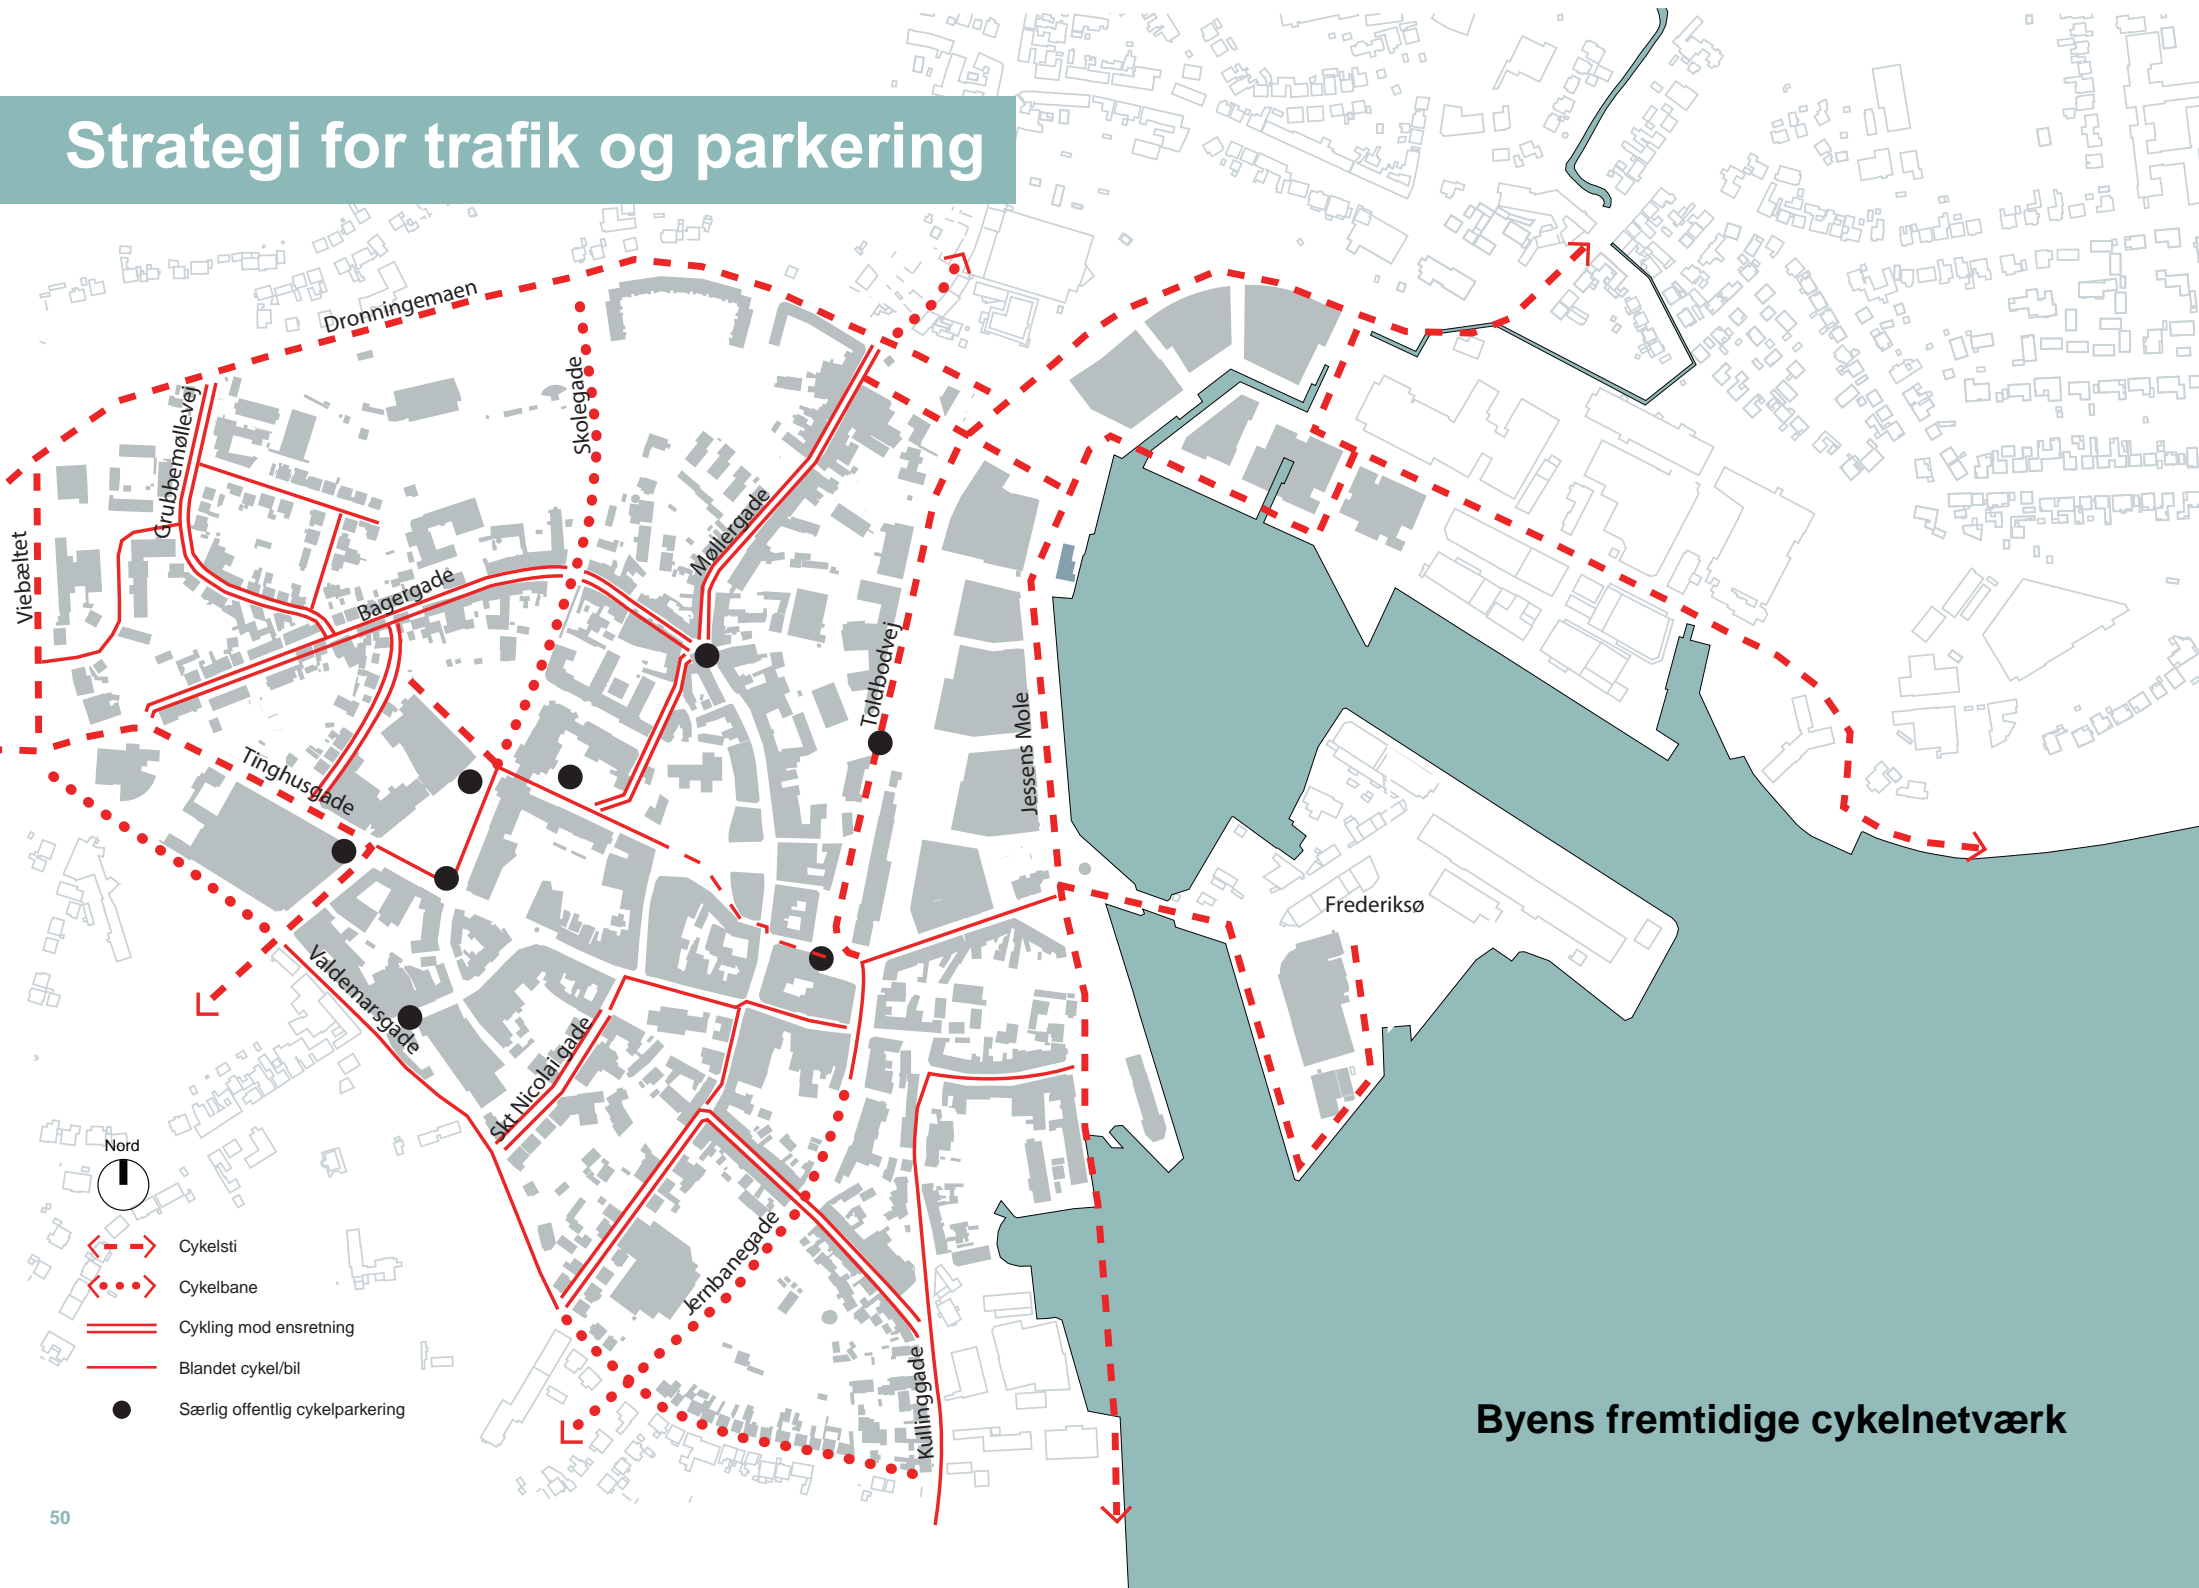 Strategi for trafik og parkering
Dronningemaen
Skolegade
Grubbemøllevej
Møllergade
Viebæltet
Bagergade
Toldbodvej
Jessens Mole
Tinghusgade
Frederiksø
Valdemarsgade
Skt Nicolai gade
Jernbanegade
Kullinggade
Nord
Cykelsti
Cykelbane
Cykling mod ensretning
Blandet cykel/bil
Særlig offentlig cykelparkering
Byens fremtidige cykelnetværk
50